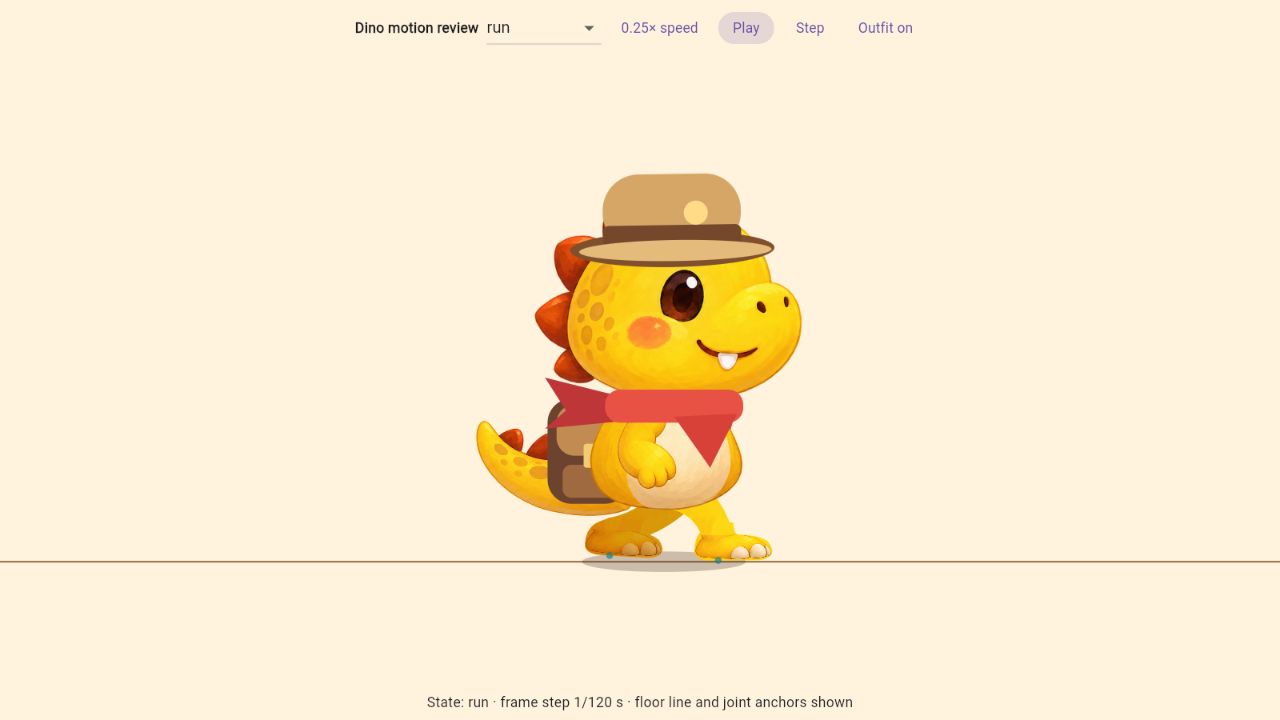 Dino motion review run 0.25× speed Play Step Outfit on
State: run · frame step 1/120 s · floor line and joint anchors shown